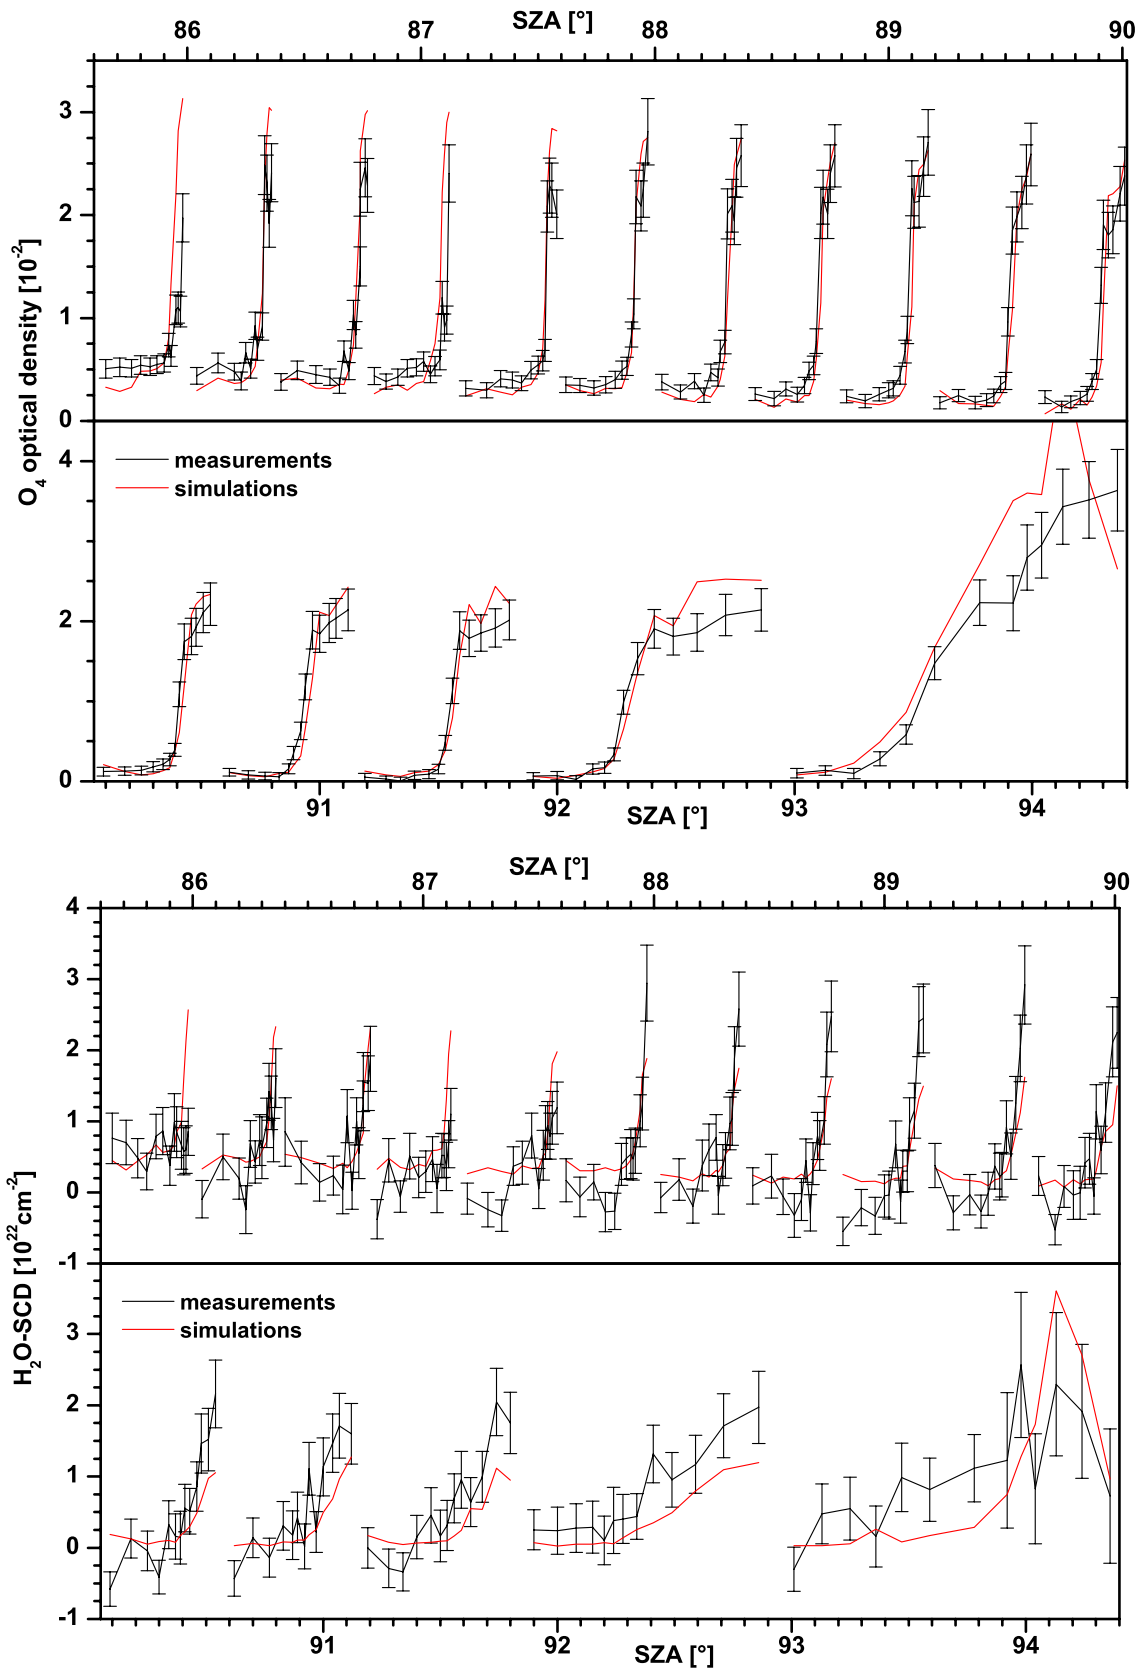 SZA [°]
86 87 88 89 90
3
2
1
0
O4 optical density [10-2]
measurements
simulations
4
2
0
91 92 93 94
SZA [°]
SZA [°]
86 87 88 89 90
4
3
2
1
0
-1
H2O-SCD [10²²cm⁻²]
measurements
simulations
3
2
1
0
-1
91 92 93 94
SZA [°]